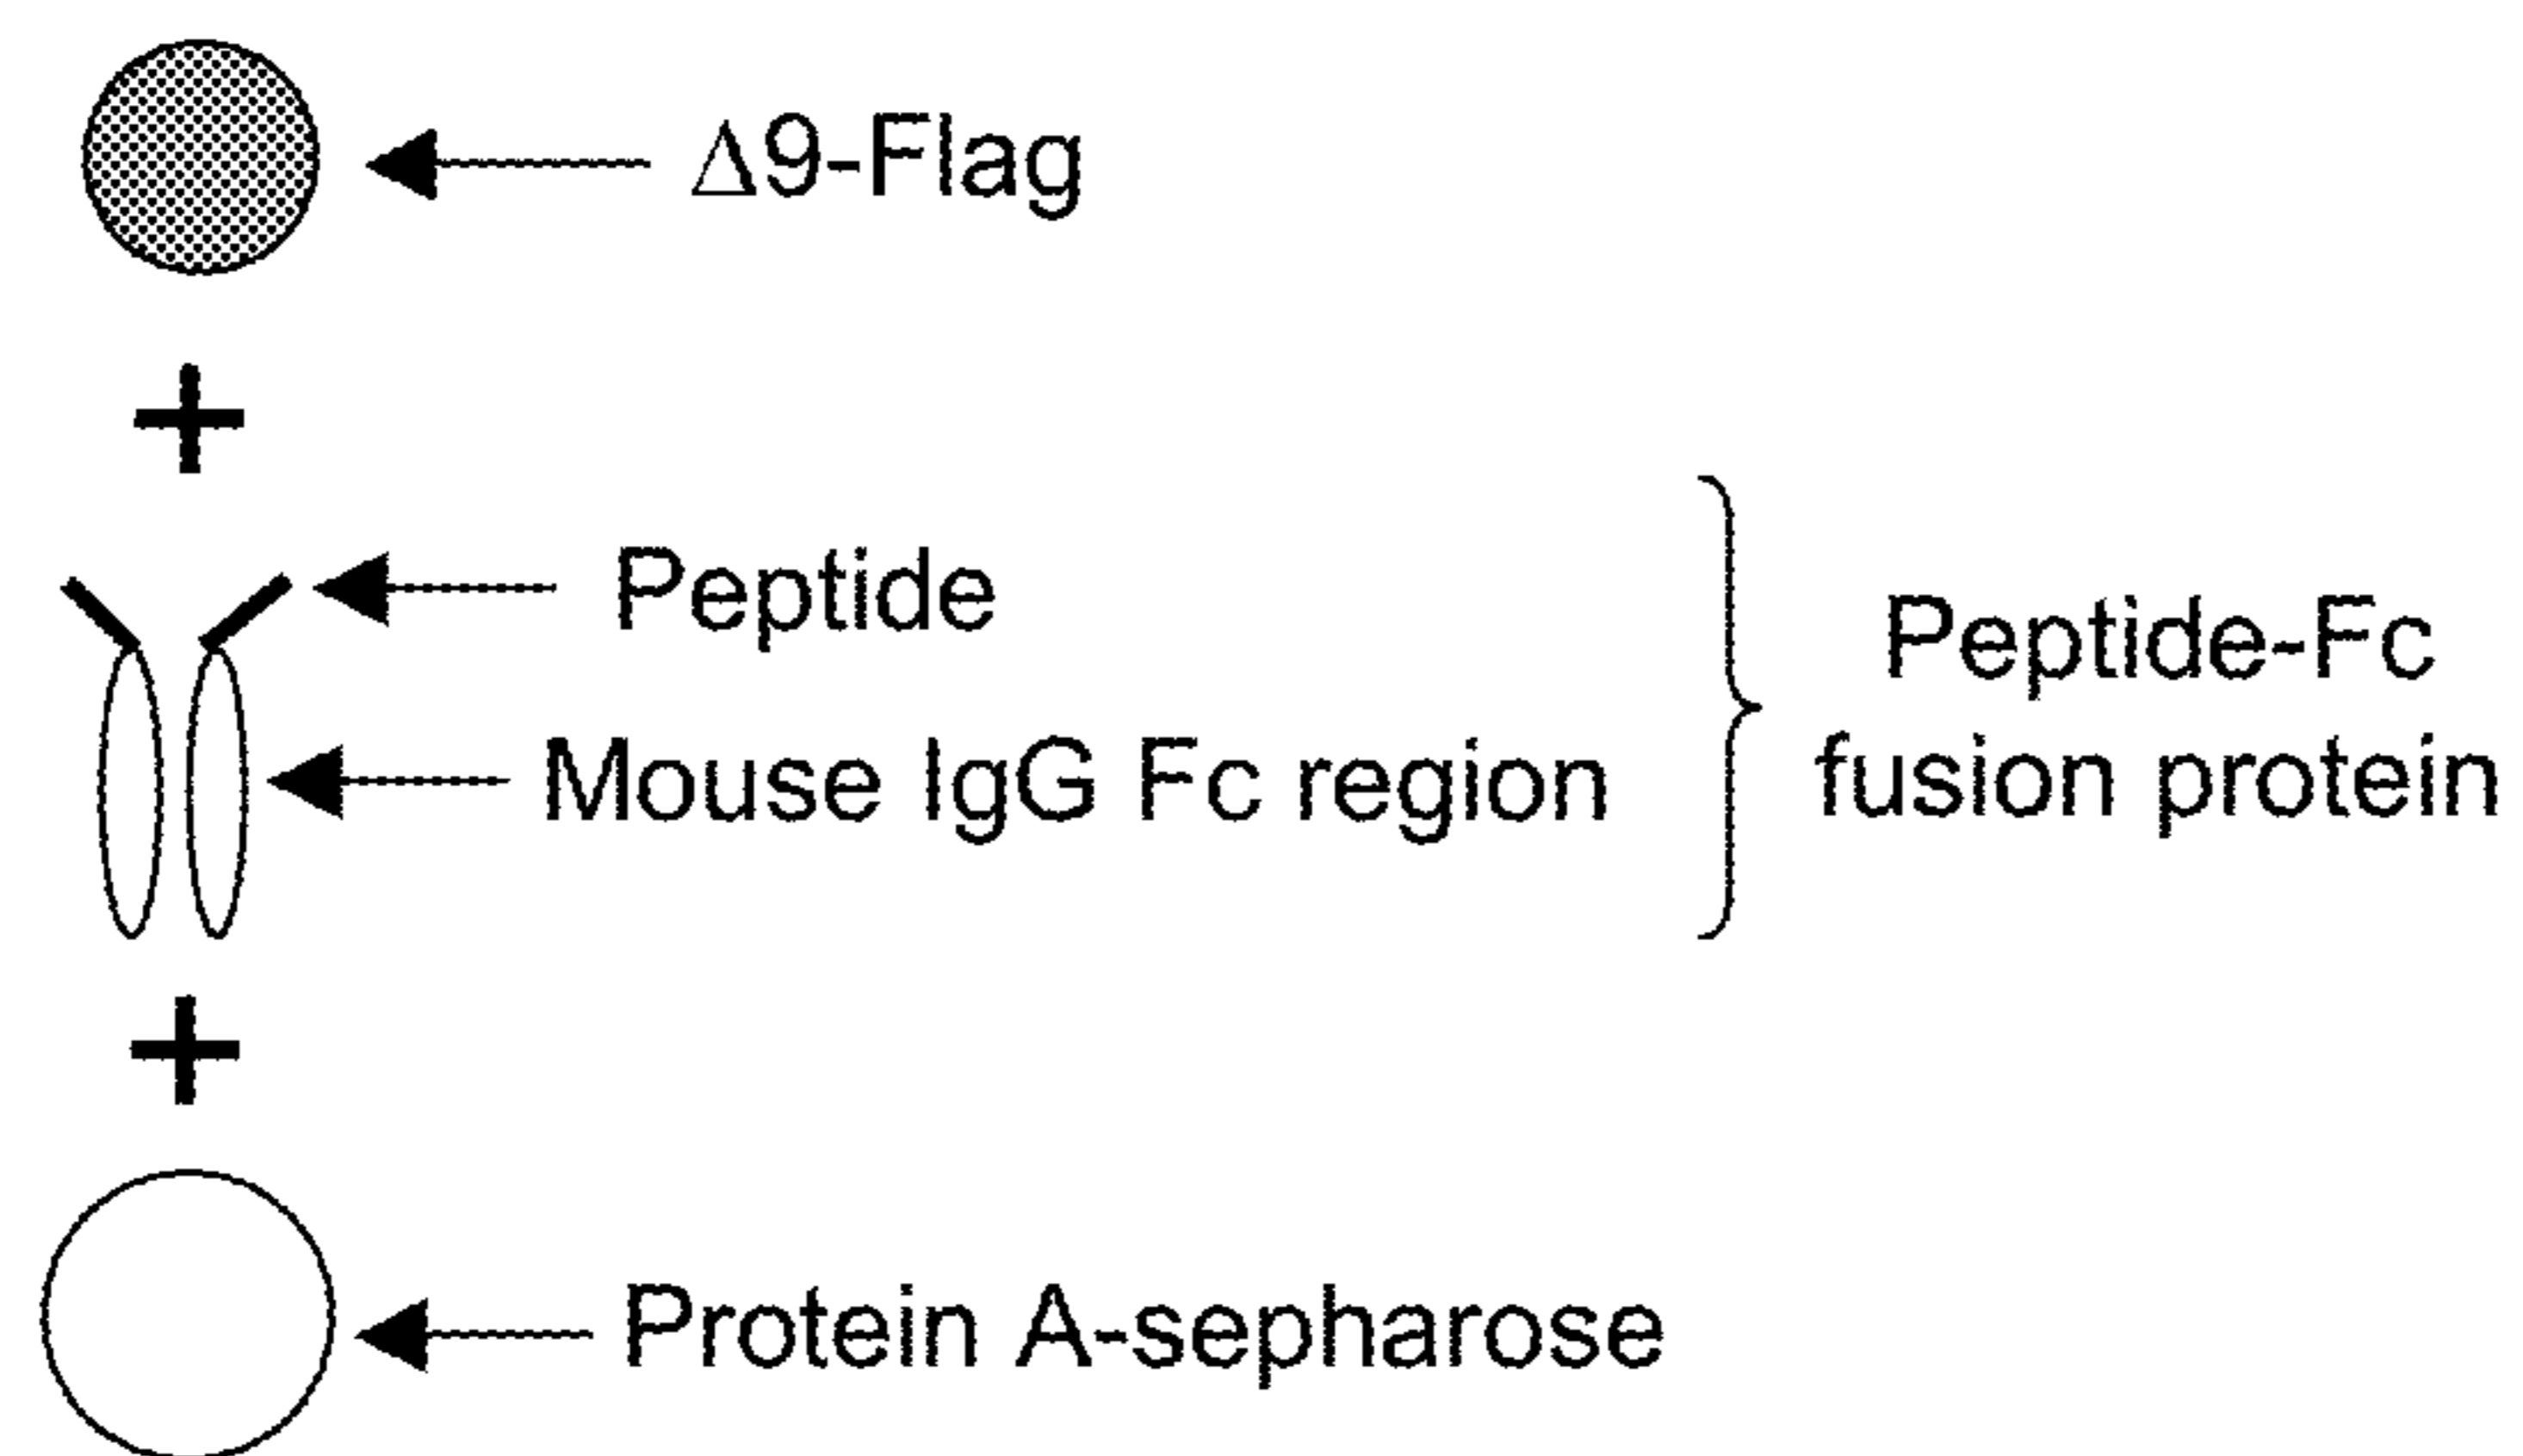 Δ9-Flag
+
Peptide
Mouse IgG Fc region
Peptide-Fc
fusion protein
+
Protein A-sepharose